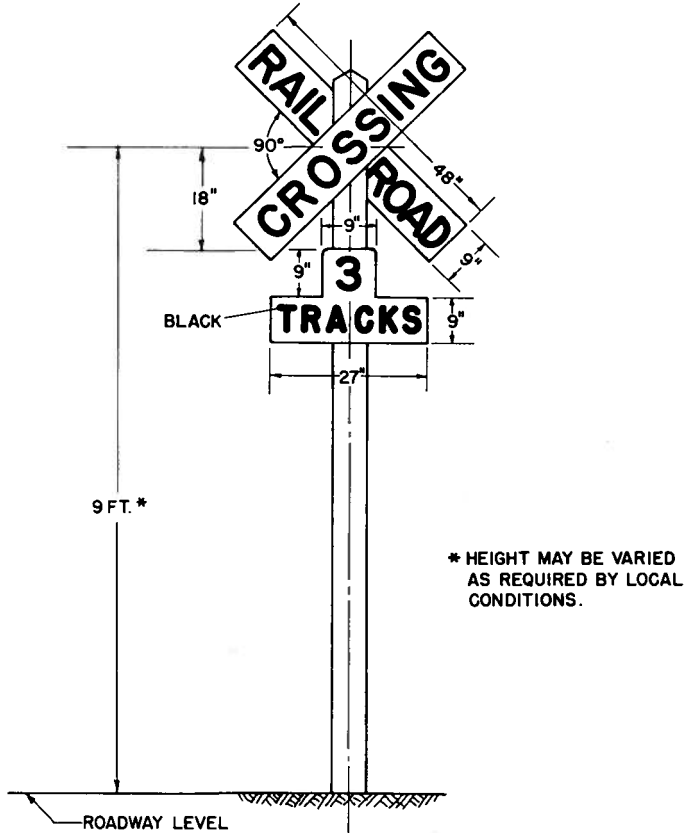 RAIL
ROAD
CROSSING
90°
48"
18"
9"
9"
9"
3
BLACK
TRACKS
9"
27"
9 FT. *
* HEIGHT MAY BE VARIED
AS REQUIRED BY LOCAL
CONDITIONS.
ROADWAY LEVEL